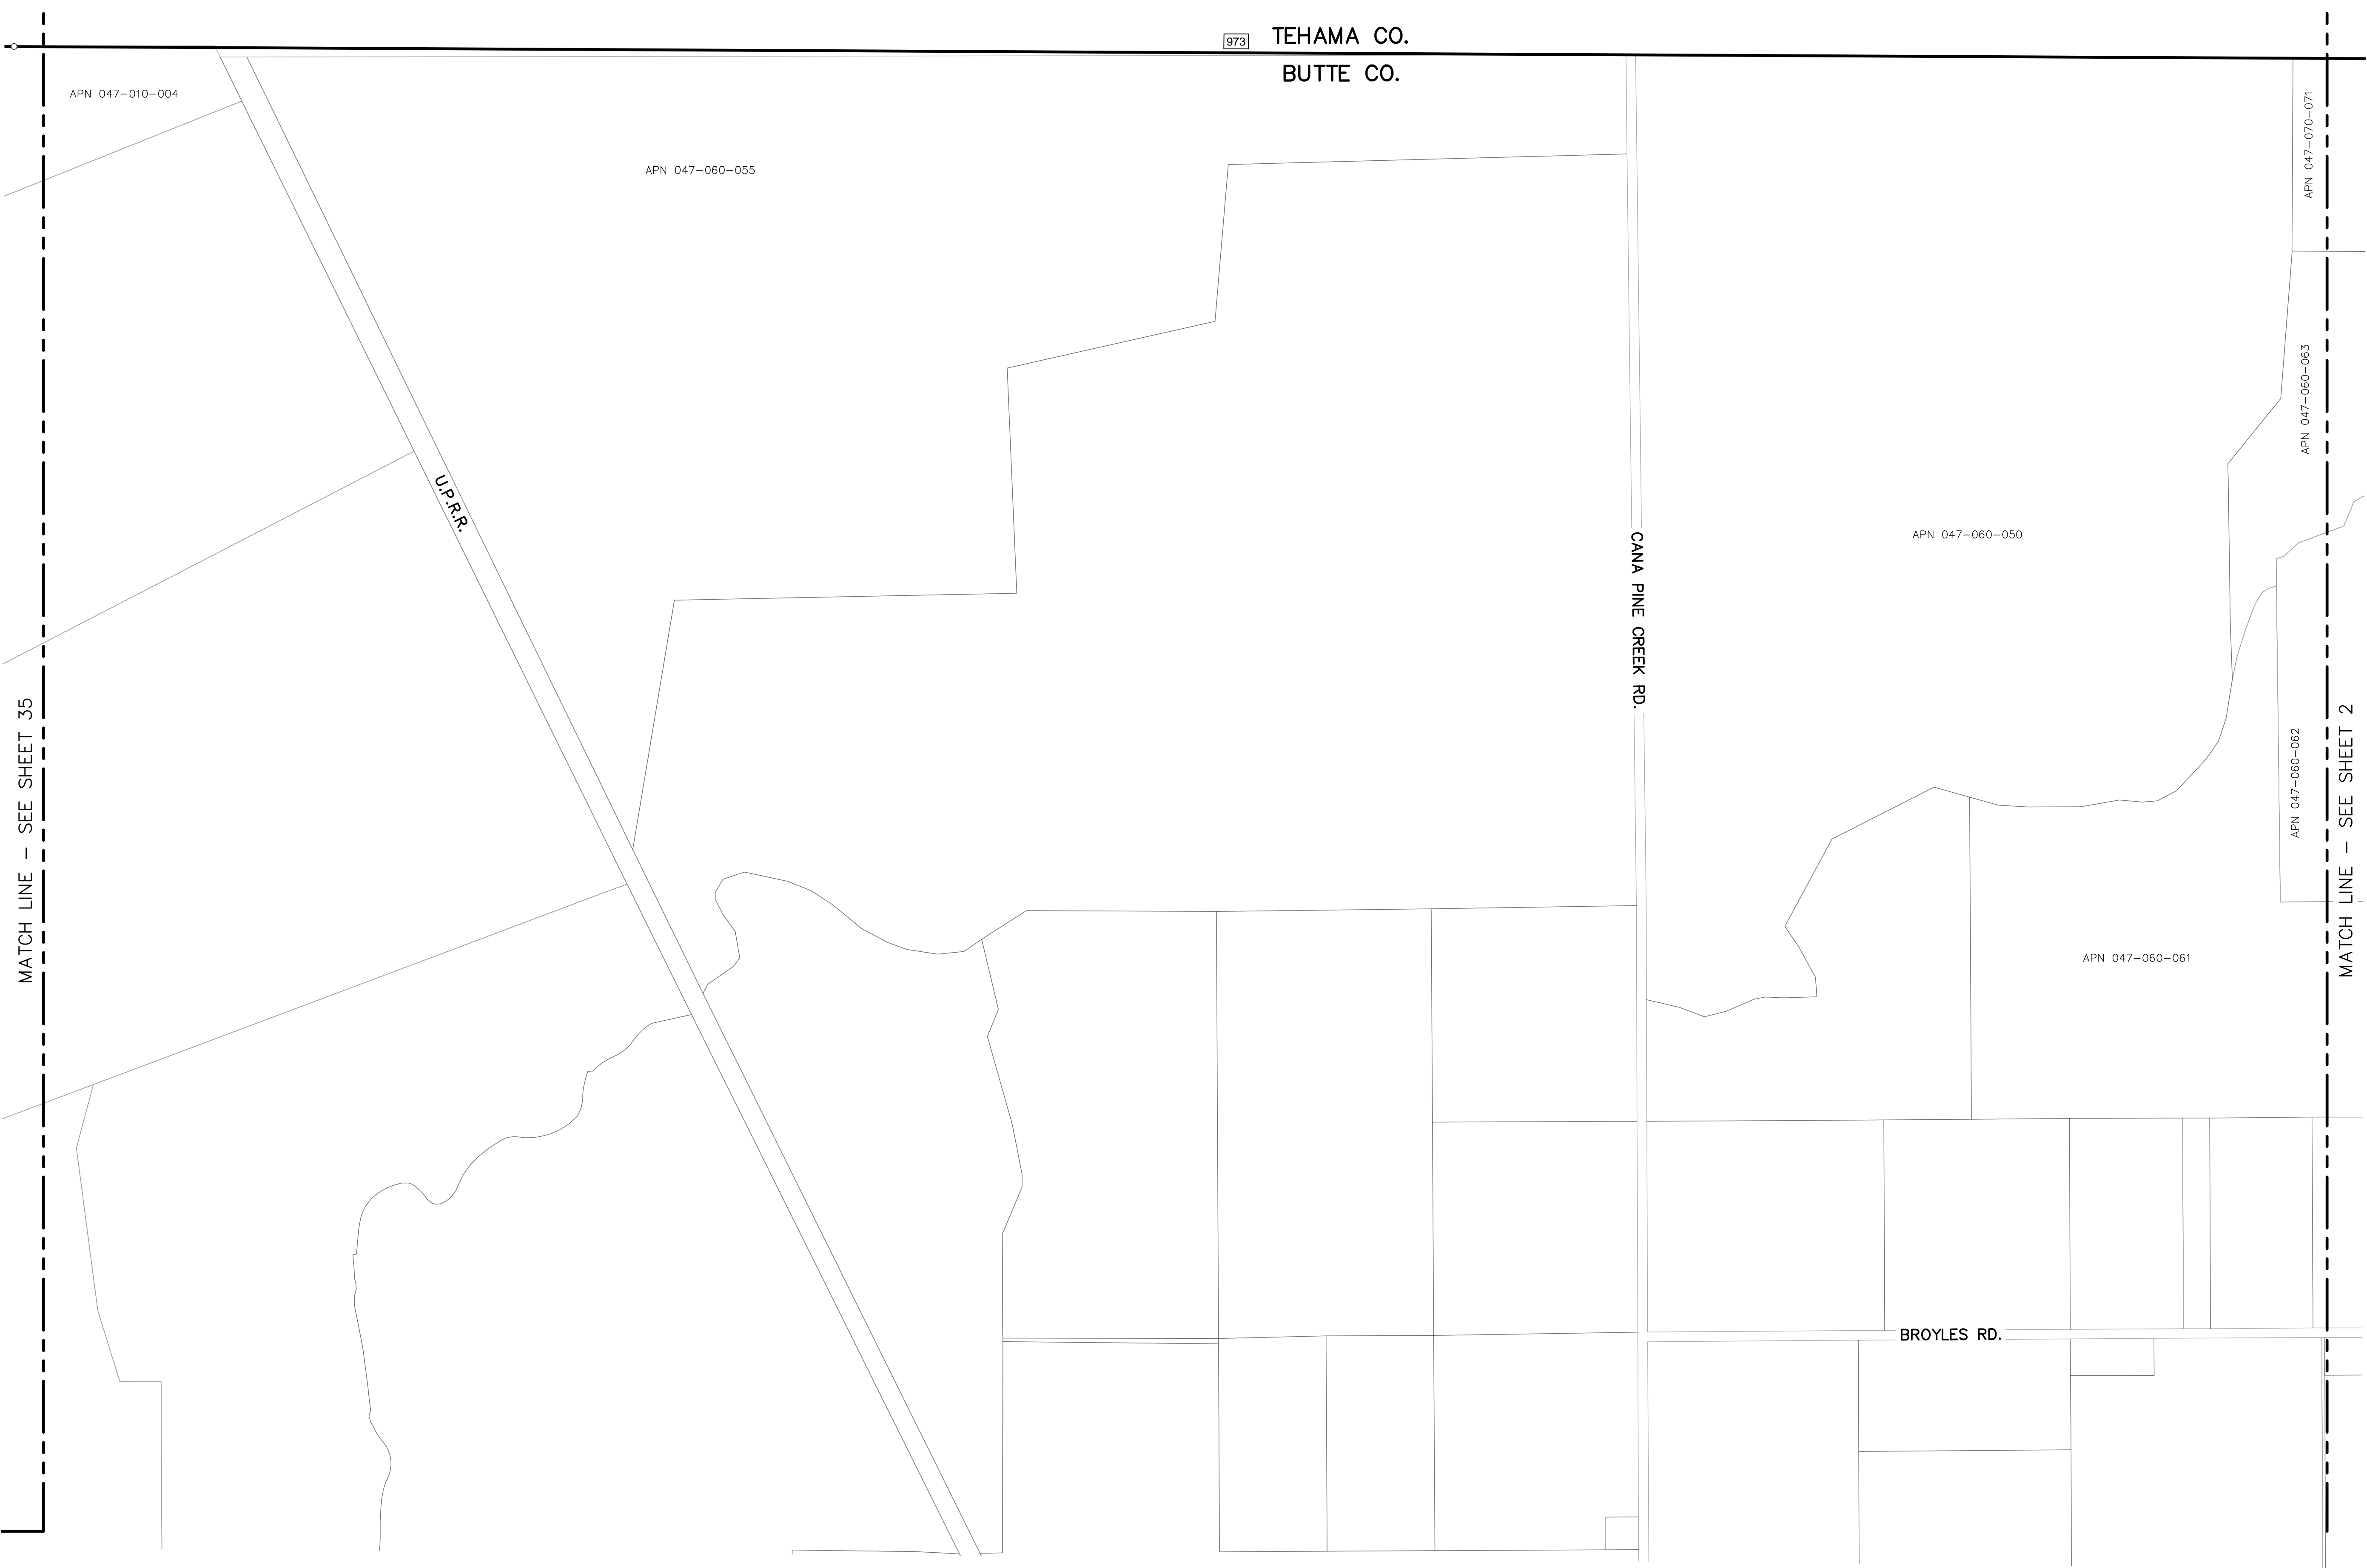 973
TEHAMA CO.
BUTTE CO.
APN 047-010-004
APN 047-060-055
APN 047-070-071
APN 047-060-063
U.P.R.R.
CANA PINE CREEK RD.
APN 047-060-050
MATCH LINE - SEE SHEET 35
MATCH LINE - SEE SHEET 2
APN 047-060-062
APN 047-060-061
BROYLES RD.